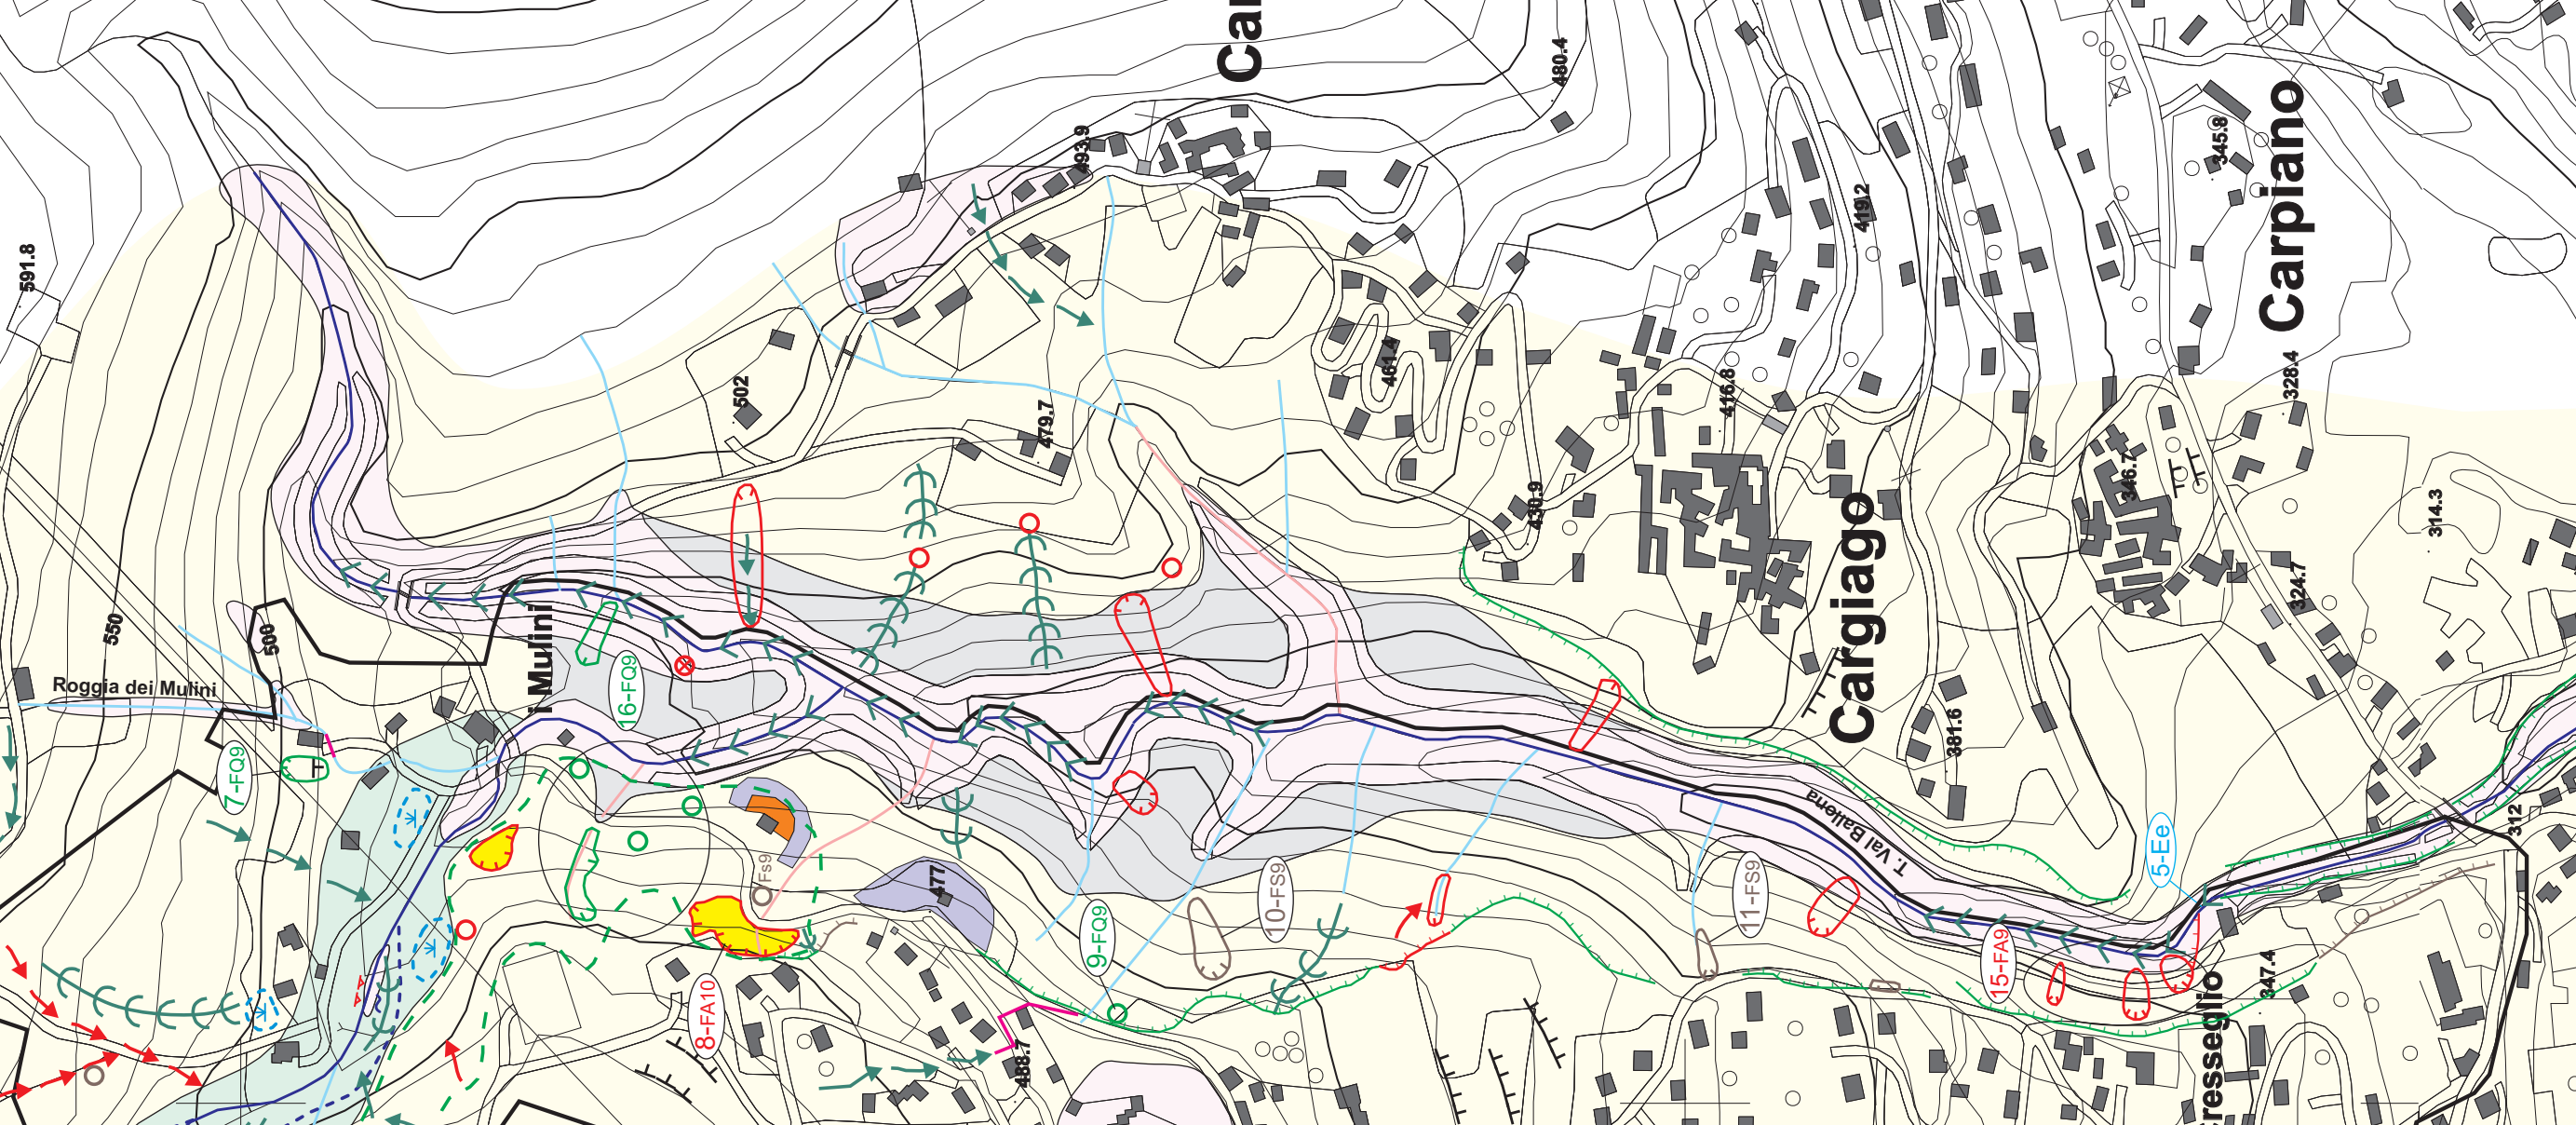 Car
480.4
493.9
591.8
345.8
Carpiano
419.2
328.4
461.4
416.8
502
479.7
346.7
430.9
314.3
Cargiago
550
500
i Mulini
324.7
16-FQ9
Roggia dei Mulini
7-FQ9
381.6
T. Val Ballona
312
5-Ee
Fs9
477
10-FS9
11-FS9
9-FQ9
15-FA9
347.4
8-FA10
488.7
resseglio